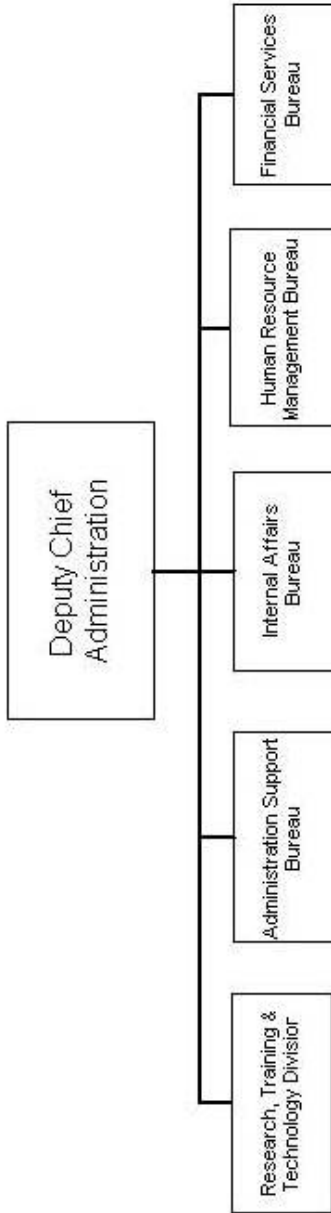 Deputy Chief
Administration
Research, Training &
Technology Divisior
Administration Support
Bureau
Internal Affairs
Bureau
Human Resource
Management Bureau
Financial Services
Bureau